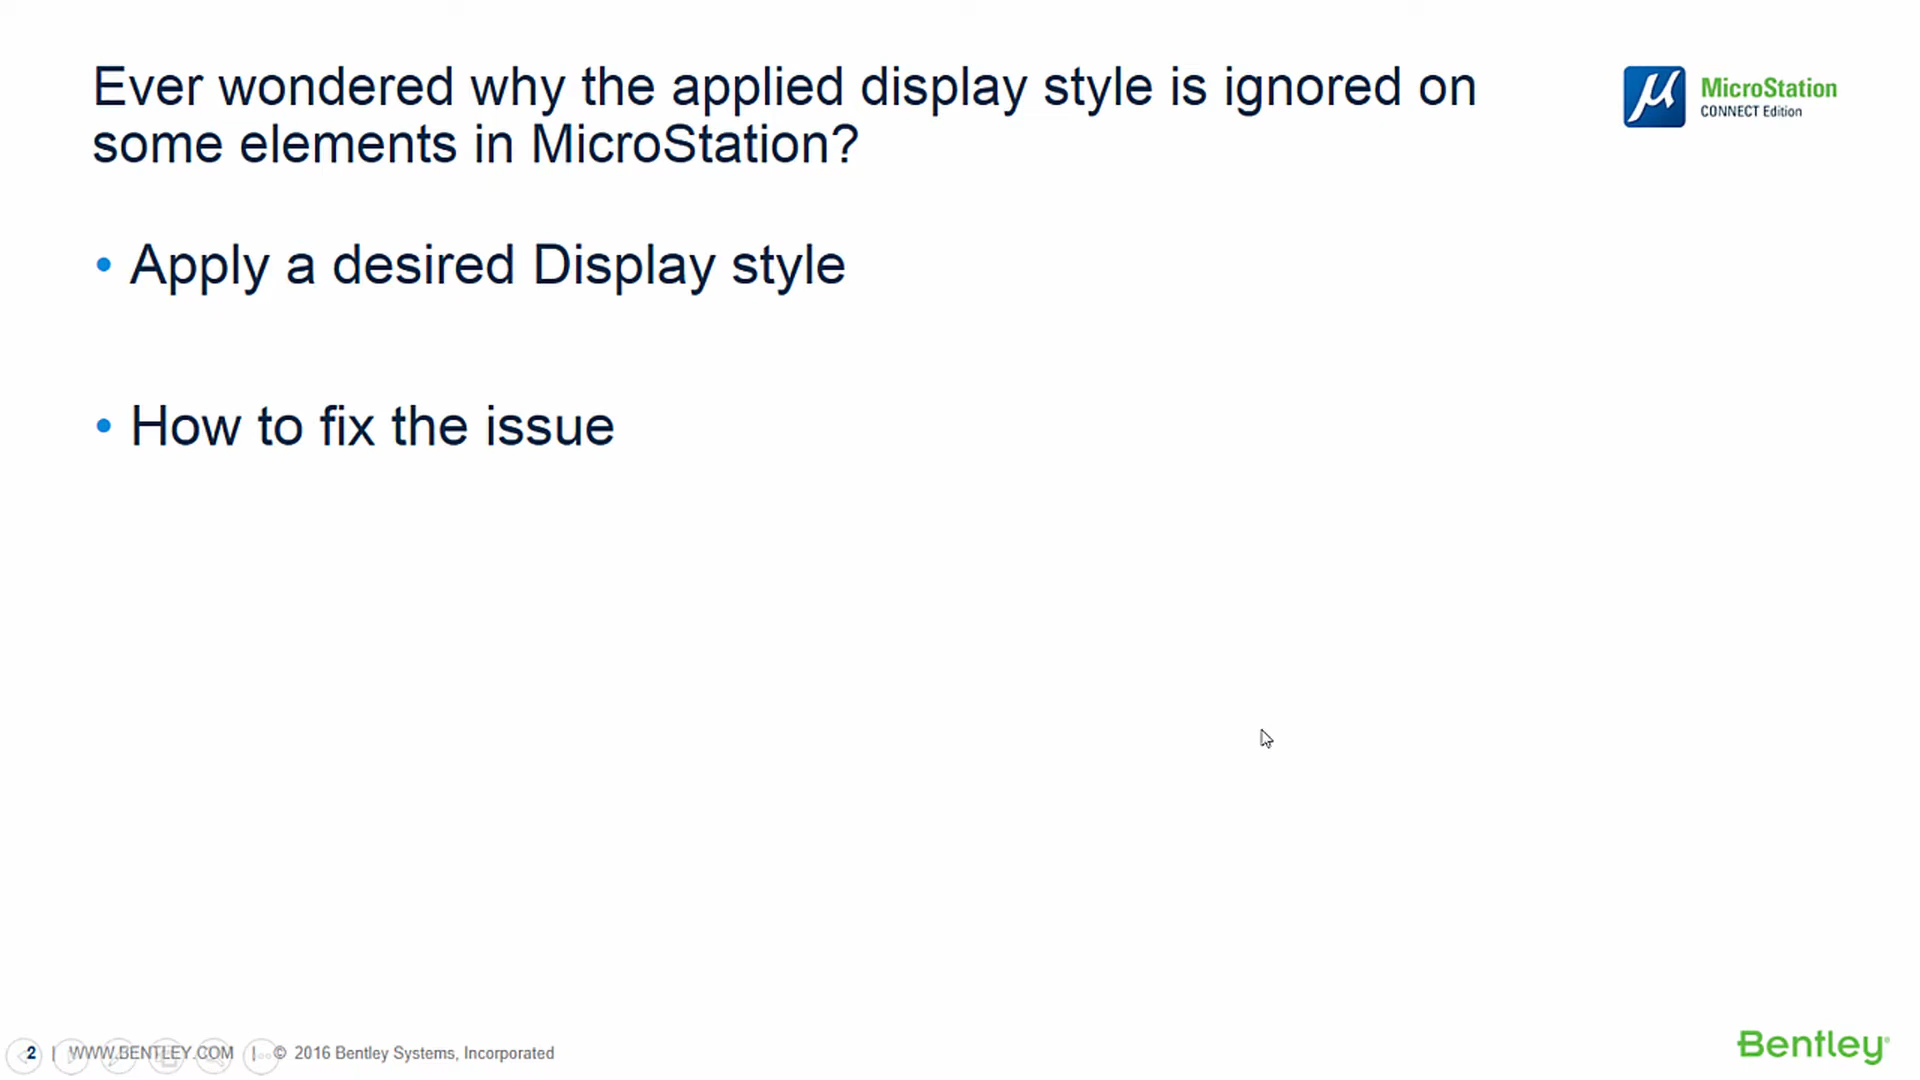 Ever wondered why the applied display style is ignored on
some elements in MicroStation?
MicroStation
CONNECT Edition
• Apply a desired Display style
• How to fix the issue
2 | WWW.BENTLEY.COM | © 2016 Bentley Systems, Incorporated
Bentley®